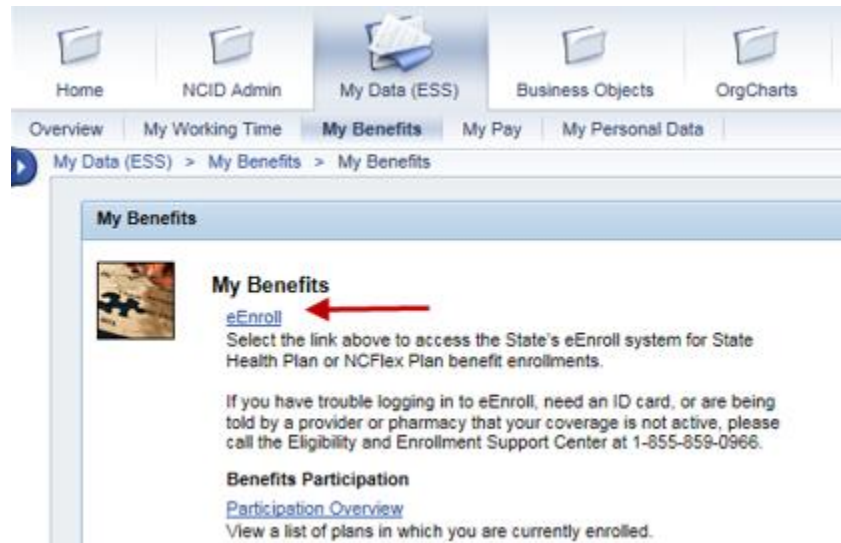 Home NCID Admin My Data (ESS) Business Objects OrgCharts
Overview My Working Time My Benefits My Pay My Personal Data
My Data (ESS) > My Benefits > My Benefits
My Benefits
My Benefits
eEnroll
Select the link above to access the State's eEnroll system for State
Health Plan or NCFlex Plan benefit enrollments.
If you have trouble logging in to eEnroll, need an ID card, or are being
told by a provider or pharmacy that your coverage is not active, please
call the Eligibility and Enrollment Support Center at 1-855-859-0966.
Benefits Participation
Participation Overview
View a list of plans in which you are currently enrolled.